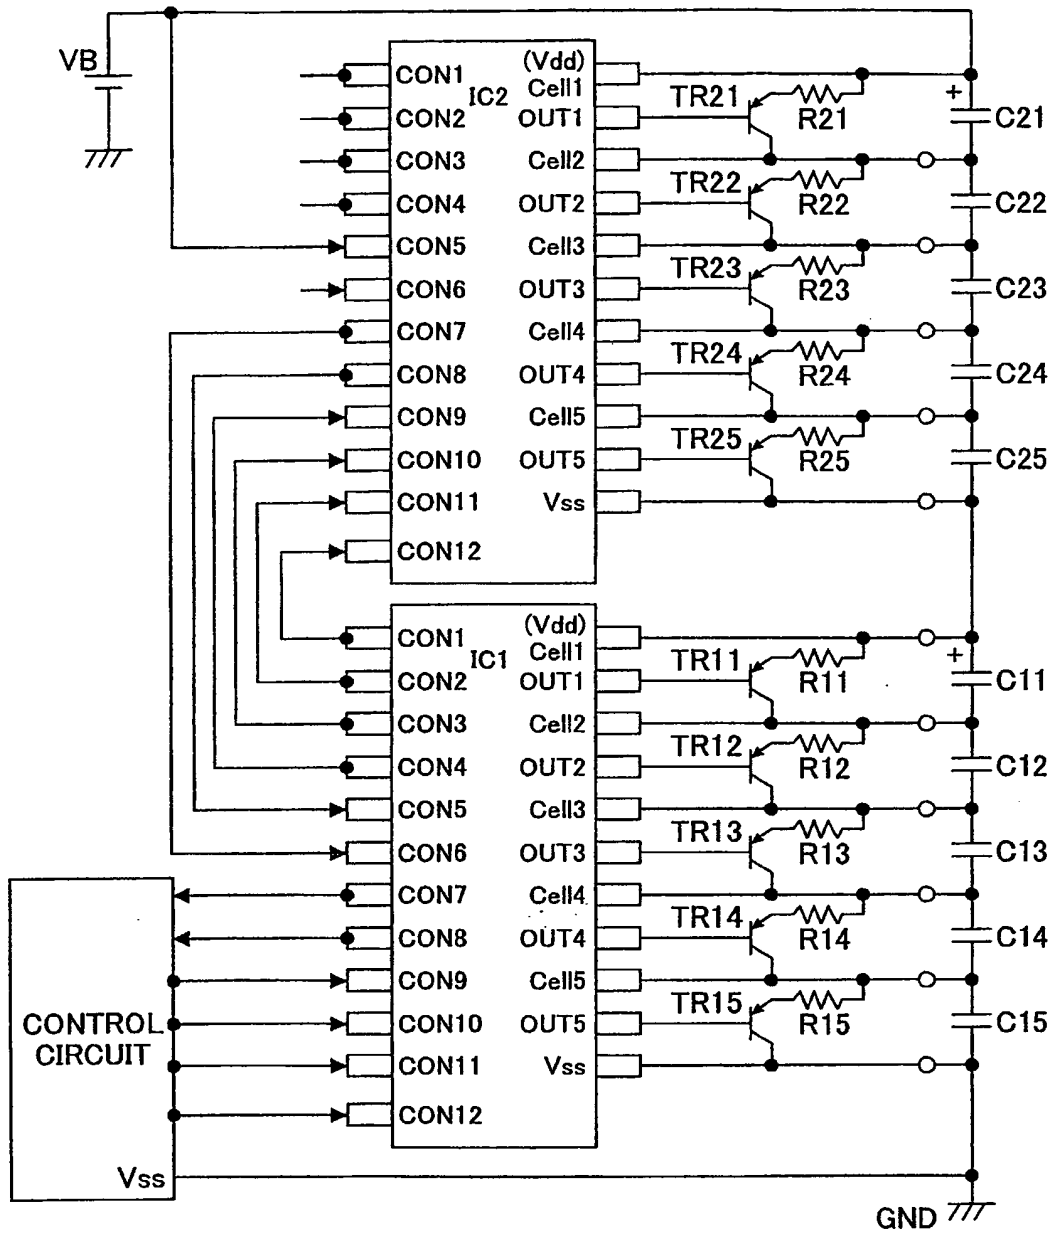 VB
CON1
IC2
(Vdd)
Cell1
TR21
R21
+
C21
CON2
OUT1
CON3
Cell2
TR22
R22
C22
CON4
OUT2
CON5
Cell3
TR23
R23
C23
CON6
OUT3
CON7
Cell4
TR24
R24
C24
CON8
OUT4
CON9
Cell5
TR25
R25
C25
CON10
OUT5
CON11
Vss
CON12
CON1
IC1
(Vdd)
Cell1
TR11
R11
+
C11
CON2
OUT1
CON3
Cell2
TR12
R12
C12
CON4
OUT2
CON5
Cell3
TR13
R13
C13
CON6
OUT3
CON7
Cell4
TR14
R14
C14
CON8
OUT4
CON9
Cell5
TR15
R15
C15
CON10
OUT5
CON11
Vss
CON12
CONTROL
CIRCUIT
Vss
GND